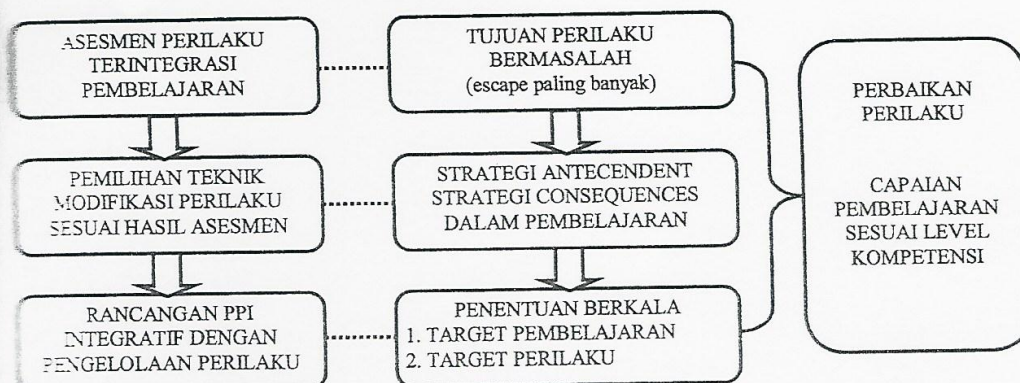 ASESMEN PERILAKU
TERINTEGRASI
PEMBELAJARAN
TUJUAN PERILAKU
BERMASALAH
(escape paling banyak)
PEMILIHAN TEKNIK
MODIFIKASI PERILAKU
SESUAI HASIL ASESMEN
STRATEGI ANTECENDENT
STRATEGI CONSEQUENCES
DALAM PEMBELAJARAN
RANCANGAN PPI
INTEGRATIF DENGAN
PENGELOLAAN PERILAKU
PENENTUAN BERKALA
1. TARGET PEMBELAJARAN
2. TARGET PERILAKU
PERBAIKAN
PERILAKU
CAPAIAN
PEMBELAJARAN
SESUAI LEVEL
KOMPETENSI